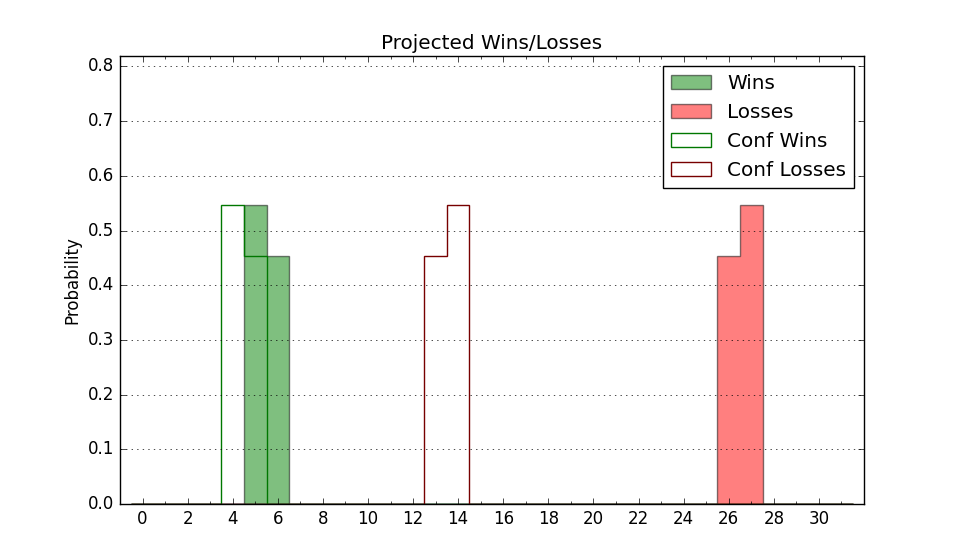 Projected Wins/Losses
0.8
0.7
0.6
0.5
0.4
0.3
0.2
0.1
0.0
Probability
Wins
Losses
Conf Wins
Conf Losses
0 2 4 6 8 10 12 14 16 18 20 22 24 26 28 30